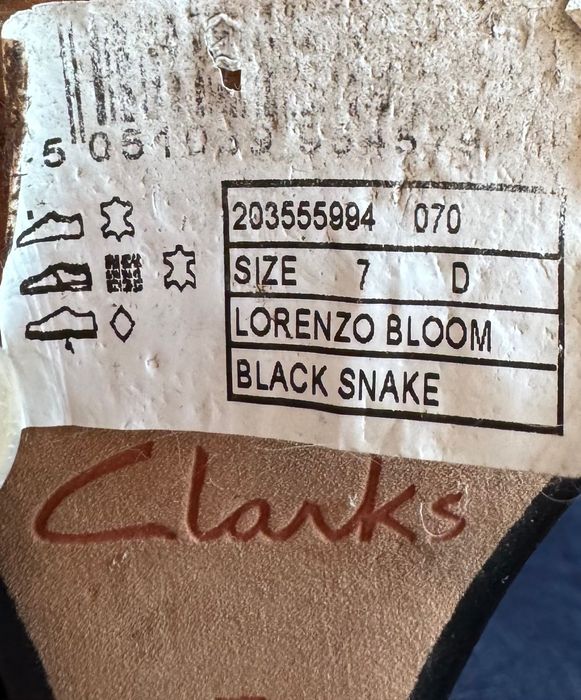 203555994 070
SIZE 7 D
LORENZO BLOOM
BLACK SNAKE
Clarks